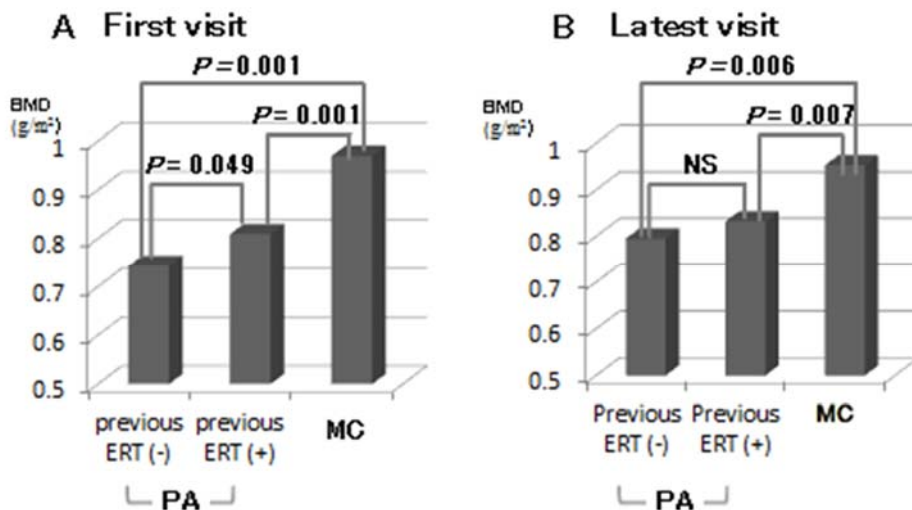 A First visit
P=0.001
BMD
(g/m²)
P=0.001
P=0.049
1
0.9
0.8
0.7
0.6
0.5
previous
ERT (-)
previous
ERT (+)
MC
PA
B Latest visit
P=0.006
BMD
(g/m²)
P=0.007
NS
1
0.9
0.8
0.7
0.6
0.5
Previous
ERT (-)
Previous
ERT (+)
MC
PA